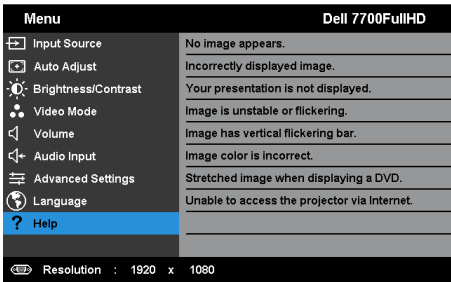 Menu Dell 7700FullHD
Input Source No image appears.
Auto Adjust Incorrectly displayed image.
Brightness/Contrast Your presentation is not displayed.
Video Mode Image is unstable or flickering.
Volume Image has vertical flickering bar.
Audio Input Image color is incorrect.
Advanced Settings Stretched image when displaying a DVD.
Language Unable to access the projector via Internet.
? Help
Resolution : 1920 x 1080